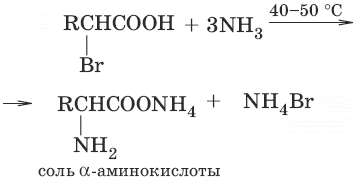 RCHCOOH + 3NH₃ 40–50 °C
Br
RCHCOONH₄ + NH₄Br
NH₂
соль α-аминокислоты